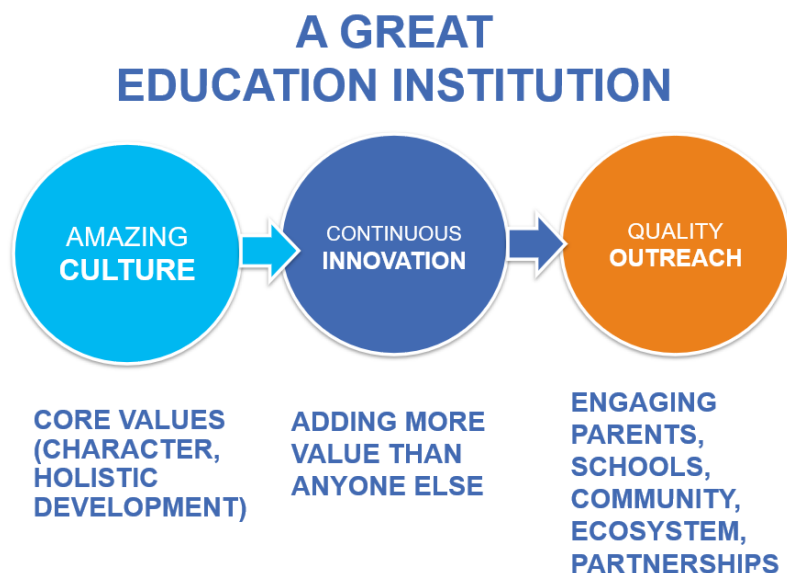 A GREAT
EDUCATION INSTITUTION
AMAZING
CULTURE
CONTINUOUS
INNOVATION
QUALITY
OUTREACH
CORE VALUES
(CHARACTER,
HOLISTIC
DEVELOPMENT)
ADDING MORE
VALUE THAN
ANYONE ELSE
ENGAGING
PARENTS,
SCHOOLS,
COMMUNITY,
ECOSYSTEM,
PARTNERSHIPS